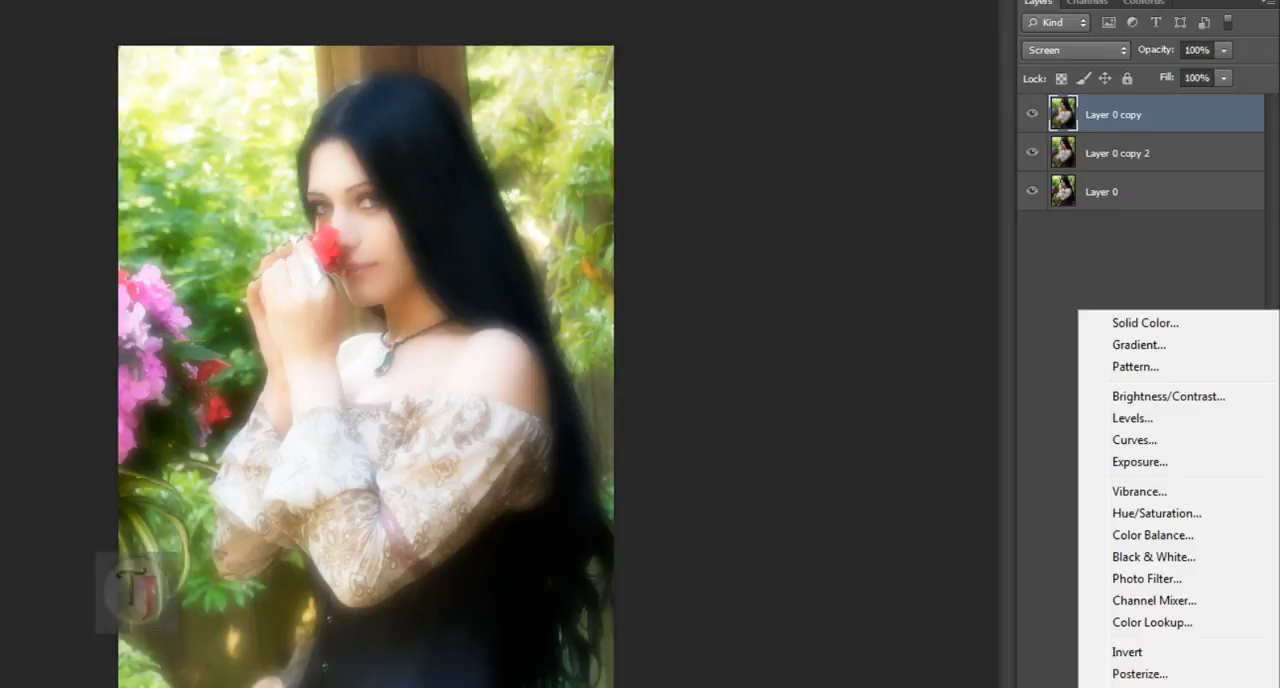 Layers Channels
Kind
Screen Opacity: 100%
Lock: Fill: 100%
Layer 0 copy
Layer 0 copy 2
Layer 0
Solid Color...
Gradient...
Pattern...
Brightness/Contrast...
Levels...
Curves...
Exposure...
Vibrance...
Hue/Saturation...
Color Balance...
Black & White...
Photo Filter...
Channel Mixer...
Color Lookup...
Invert
Posterize...